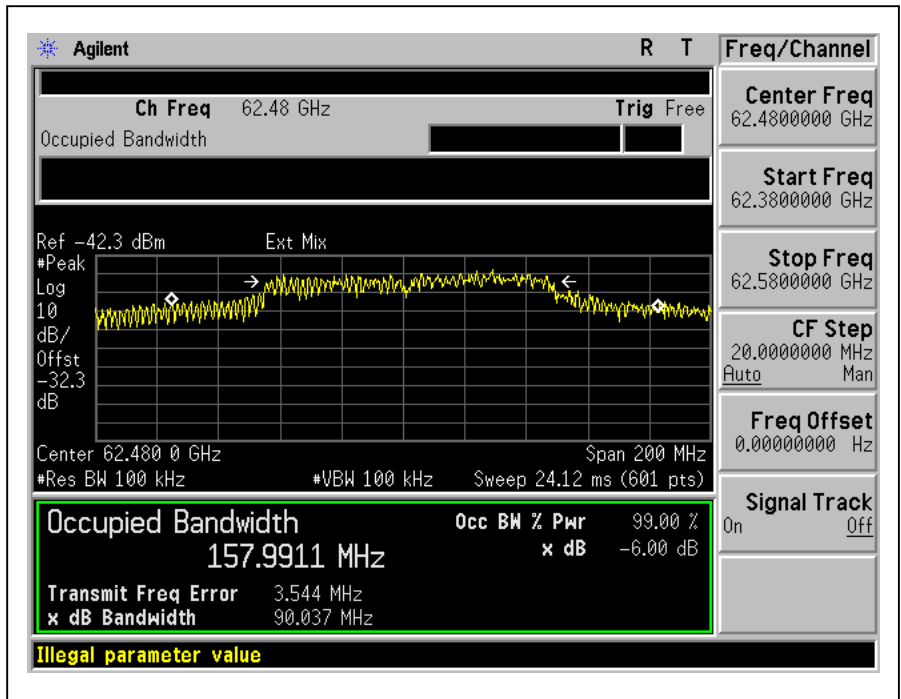 Agilent R T
Ch Freq 62.48 GHz Trig Free
Occupied Bandwidth
Ref -42.3 dBm Ext Mix
#Peak
Log
10
dB/
Offst
-32.3
dB
Center 62.480 0 GHz Span 200 MHz
#Res BW 100 kHz #VBW 100 kHz Sweep 24.12 ms (601 pts)
Occupied Bandwidth Occ BW % Pwr 99.00 %
157.9911 MHz x dB -6.00 dB
Transmit Freq Error 3.544 MHz
x dB Bandwidth 90.037 MHz
Illegal parameter value
Freq/Channel
Center Freq
62.4800000 GHz
Start Freq
62.3800000 GHz
Stop Freq
62.5800000 GHz
CF Step
20.0000000 MHz
Auto Man
Freq Offset
0.00000000 Hz
Signal Track
On Off